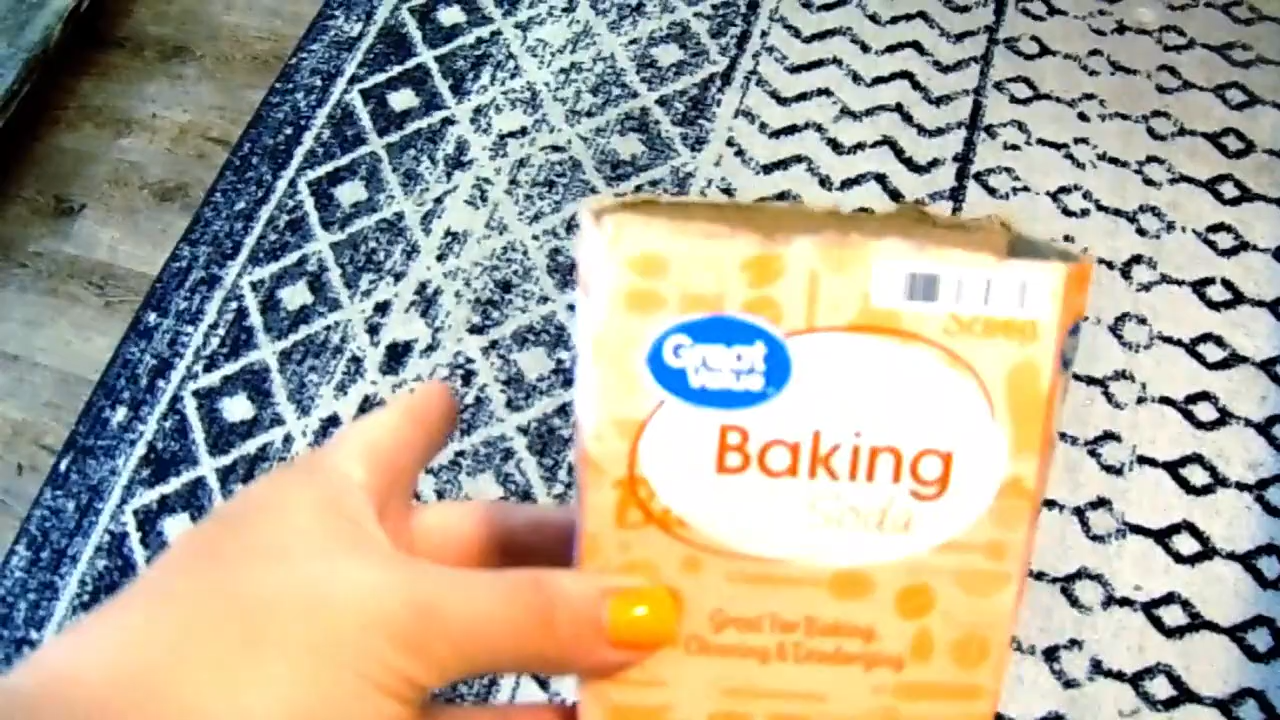 Great
Value
Baking
Soda
Great For Baking,
Cleaning & Deodorizing